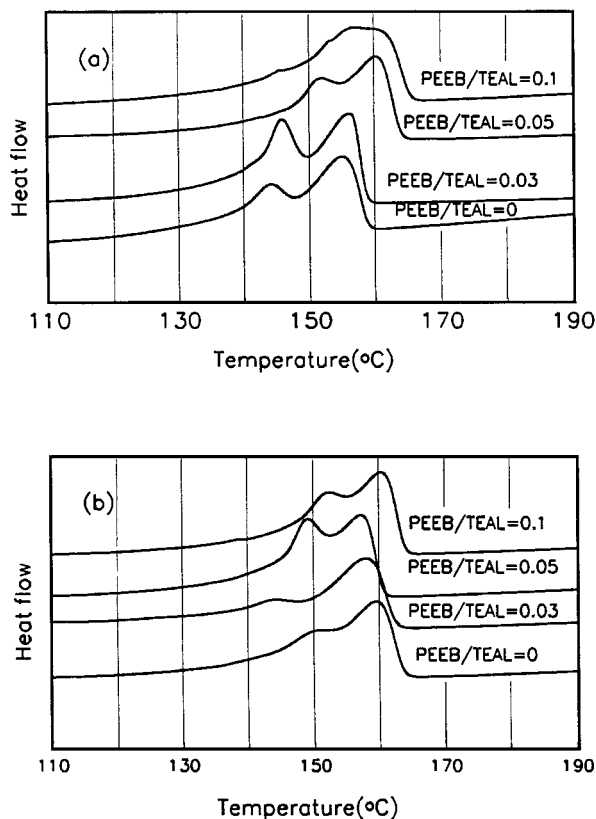 (a)
PEEB/TEAL=0.1
PEEB/TEAL=0.05
PEEB/TEAL=0.03
PEEB/TEAL=0
Heat flow
110 130 150 170 190
Temperature(°C)
(b)
PEEB/TEAL=0.1
PEEB/TEAL=0.05
PEEB/TEAL=0.03
PEEB/TEAL=0
Heat flow
110 130 150 170 190
Temperature(°C)